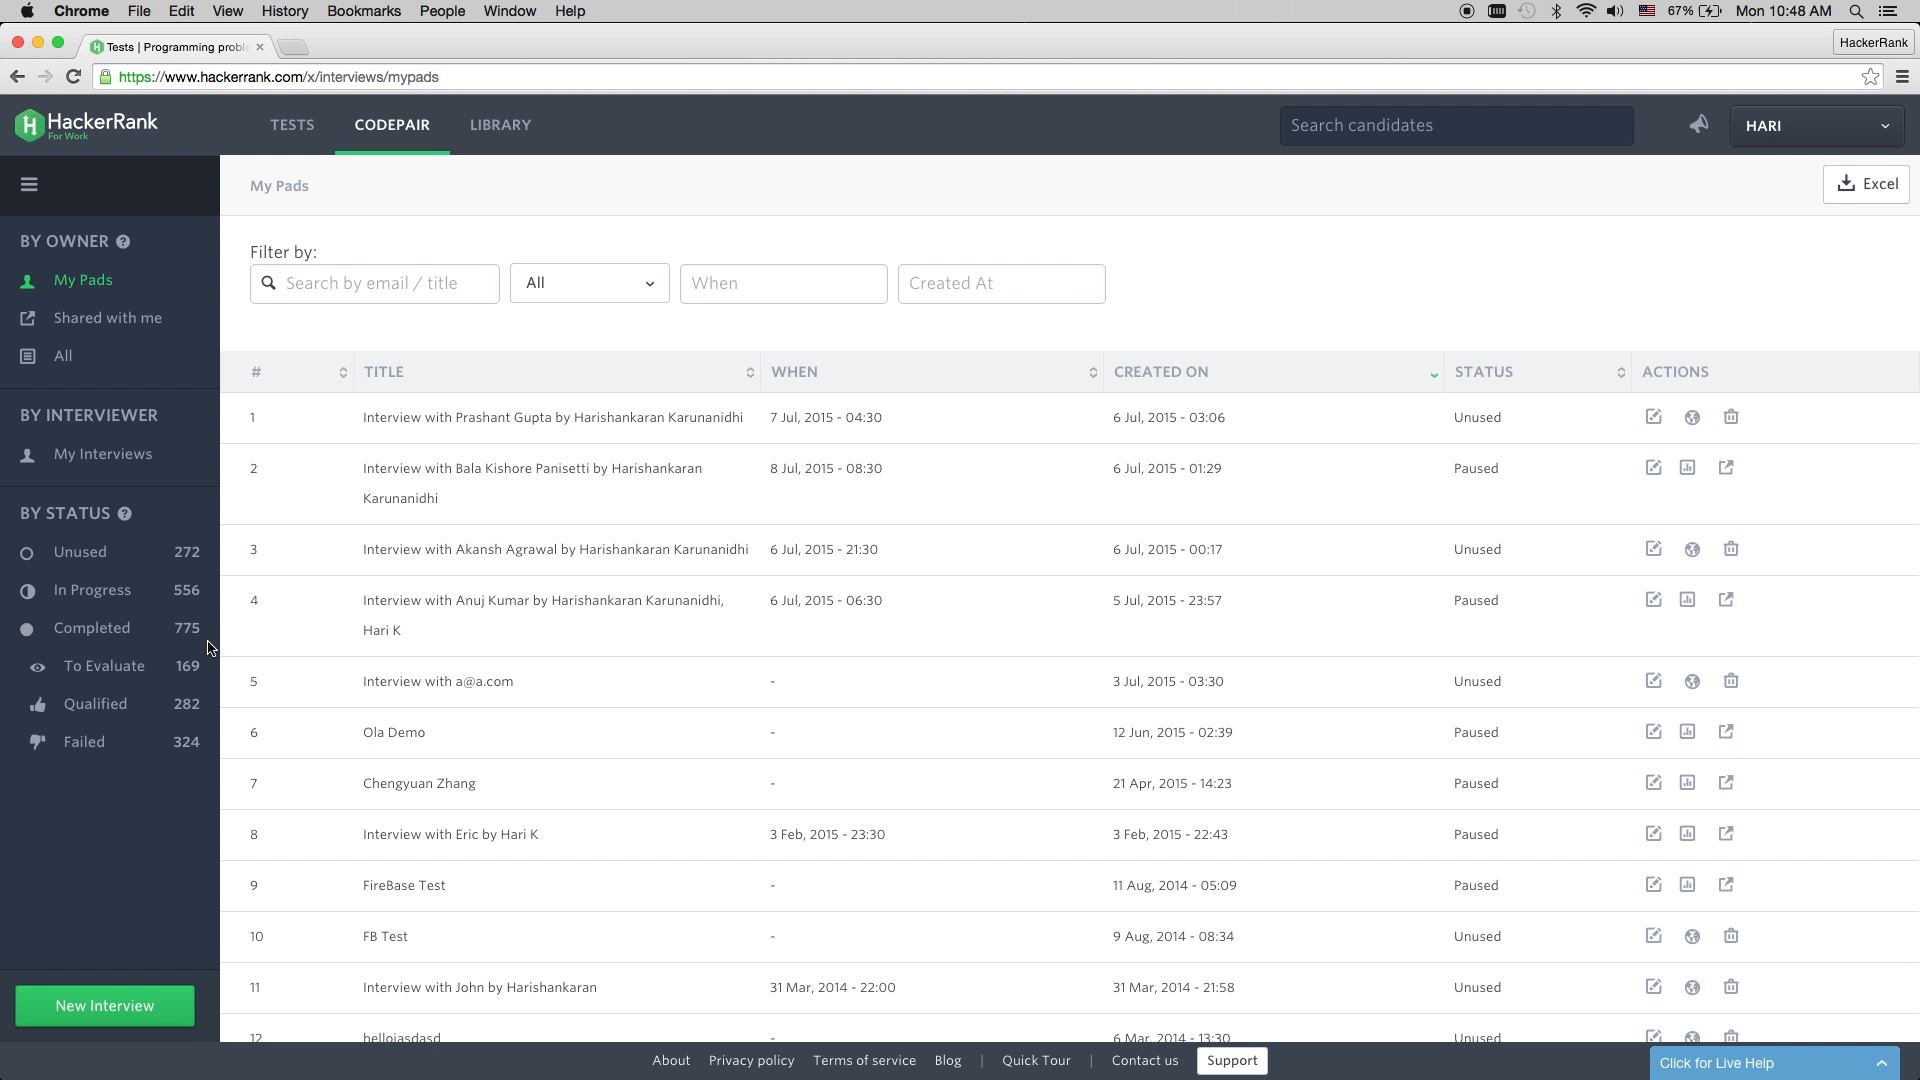 Chrome File Edit View History Bookmarks People Window Help 67% Mon 10:48 AM
Tests | Programming proble HackerRank
https://www.hackerrank.com/x/interviews/mypads
HackerRank For Work TESTS CODEPAIR LIBRARY Search candidates HARI
My Pads Excel
BY OWNER ?
My Pads
Shared with me
All
BY INTERVIEWER
My Interviews
BY STATUS ?
Unused 272
In Progress 556
Completed 775
To Evaluate 169
Qualified 282
Failed 324
New Interview
Filter by:
Search by email / title All When Created At
# TITLE WHEN CREATED ON STATUS ACTIONS
1 Interview with Prashant Gupta by Harishankaran Karunanidhi 7 Jul, 2015 - 04:30 6 Jul, 2015 - 03:06 Unused
2 Interview with Bala Kishore Panisetti by Harishankaran 8 Jul, 2015 - 08:30 6 Jul, 2015 - 01:29 Paused
Karunanidhi
3 Interview with Akansh Agrawal by Harishankaran Karunanidhi 6 Jul, 2015 - 21:30 6 Jul, 2015 - 00:17 Unused
4 Interview with Anuj Kumar by Harishankaran Karunanidhi, 6 Jul, 2015 - 06:30 5 Jul, 2015 - 23:57 Paused
Hari K
5 Interview with a@a.com - 3 Jul, 2015 - 03:30 Unused
6 Ola Demo - 12 Jun, 2015 - 02:39 Paused
7 Chengyuan Zhang - 21 Apr, 2015 - 14:23 Paused
8 Interview with Eric by Hari K 3 Feb, 2015 - 23:30 3 Feb, 2015 - 22:43 Paused
9 FireBase Test - 11 Aug, 2014 - 05:09 Paused
10 FB Test - 9 Aug, 2014 - 08:34 Unused
11 Interview with John by Harishankaran 31 Mar, 2014 - 22:00 31 Mar, 2014 - 21:58 Unused
12 helloiasdasd - 6 Mar, 2014 - 13:30 Unused
About Privacy policy Terms of service Blog | Quick Tour | Contact us Support
Click for Live Help